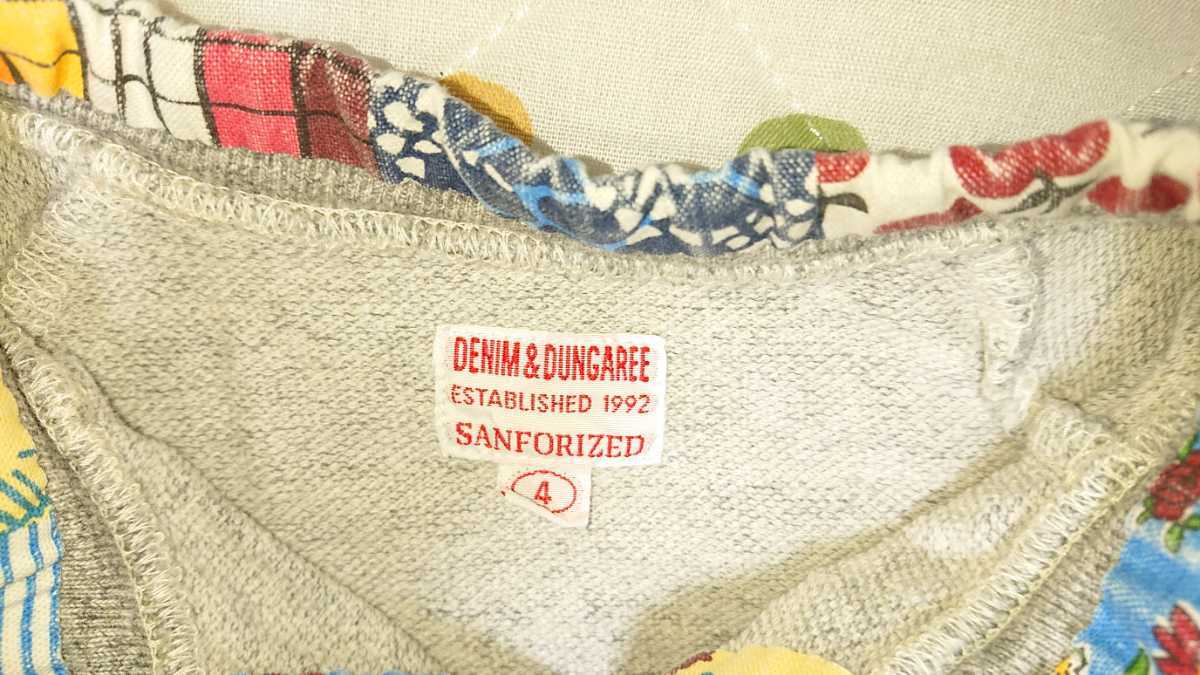 DENIM & DUNGAREE
ESTABLISHED 1992
SANFORIZED
4